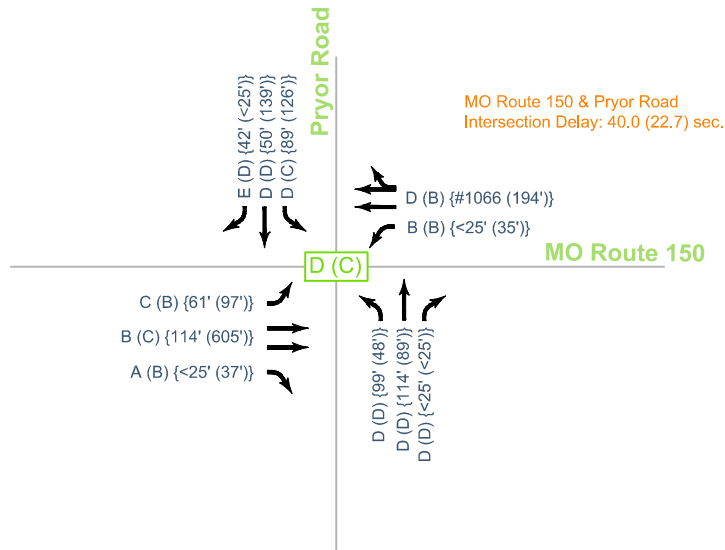 Pryor Road
MO Route 150 & Pryor Road
Intersection Delay: 40.0 (22.7) sec.
E (D) {42' (<25')}
D (D) {50' (139')}
D (C) {89' (126')}
D (B) {#1066 (194')}
B (B) {<25' (35')}
MO Route 150
D (C)
C (B) {61' (97')}
B (C) {114' (605')}
A (B) {<25' (37')}
D (D) {99' (48')}
D (D) {114' (89')}
D (D) {<25' (<25')}